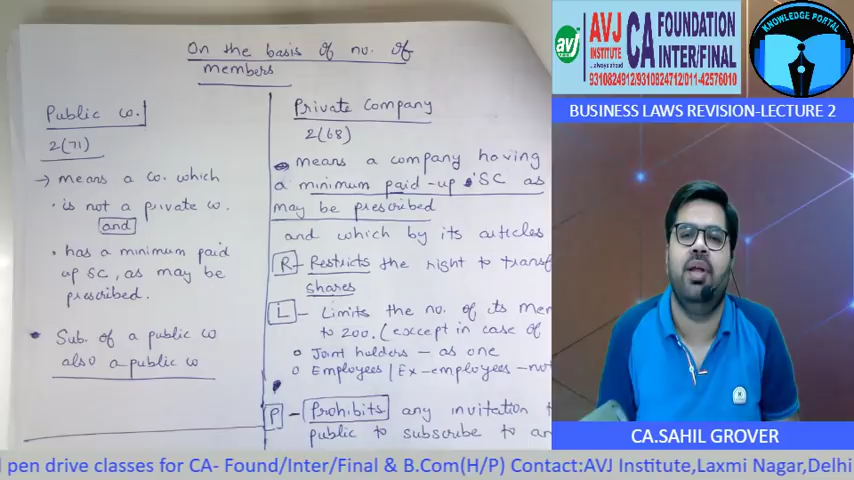 On the basis of no. of
members
Public co.
2(71)
→ means a co. which
· is not a private co.
and
· has a minimum paid
up SC, as may be
prescribed.
• Sub. of a public co
also a public co
Private Company
2(68)
means a company having
a minimum paid-up SC as
may be prescribed
and which by its articles
R - Restricts the right to transf
shares
L - Limits the no. of its mem
to 200. (except in case of
o Joint holders - as one
o Employees / Ex-employees - not
P - Prohibits any invitation t
public to subscribe to an
avj
AVJ
INSTITUTE
...always ahead
CA
FOUNDATION
INTER/FINAL
9310824912/9310824712/011-42576010
KNOWLEDGE PORTAL
BUSINESS LAWS REVISION-LECTURE 2
CA.SAHIL GROVER
l pen drive classes for CA- Found/Inter/Final & B.Com(H/P) Contact:AVJ Institute,Laxmi Nagar,Delhi